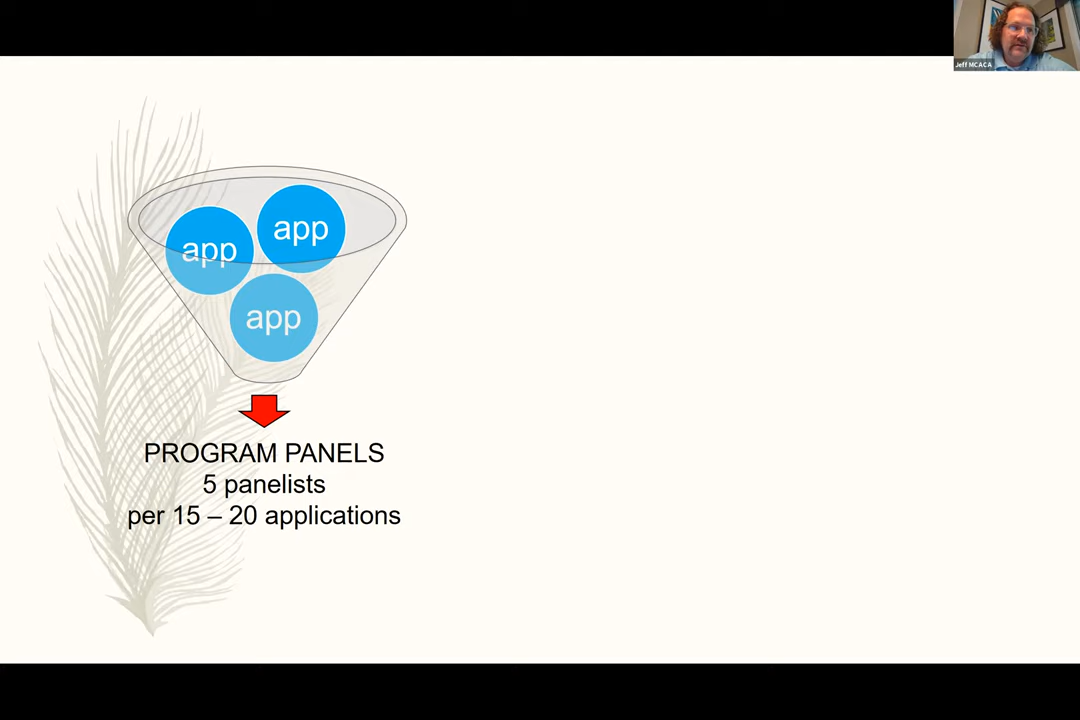 Jeff MCACA
app
app
app
PROGRAM PANELS
5 panelists
per 15 – 20 applications